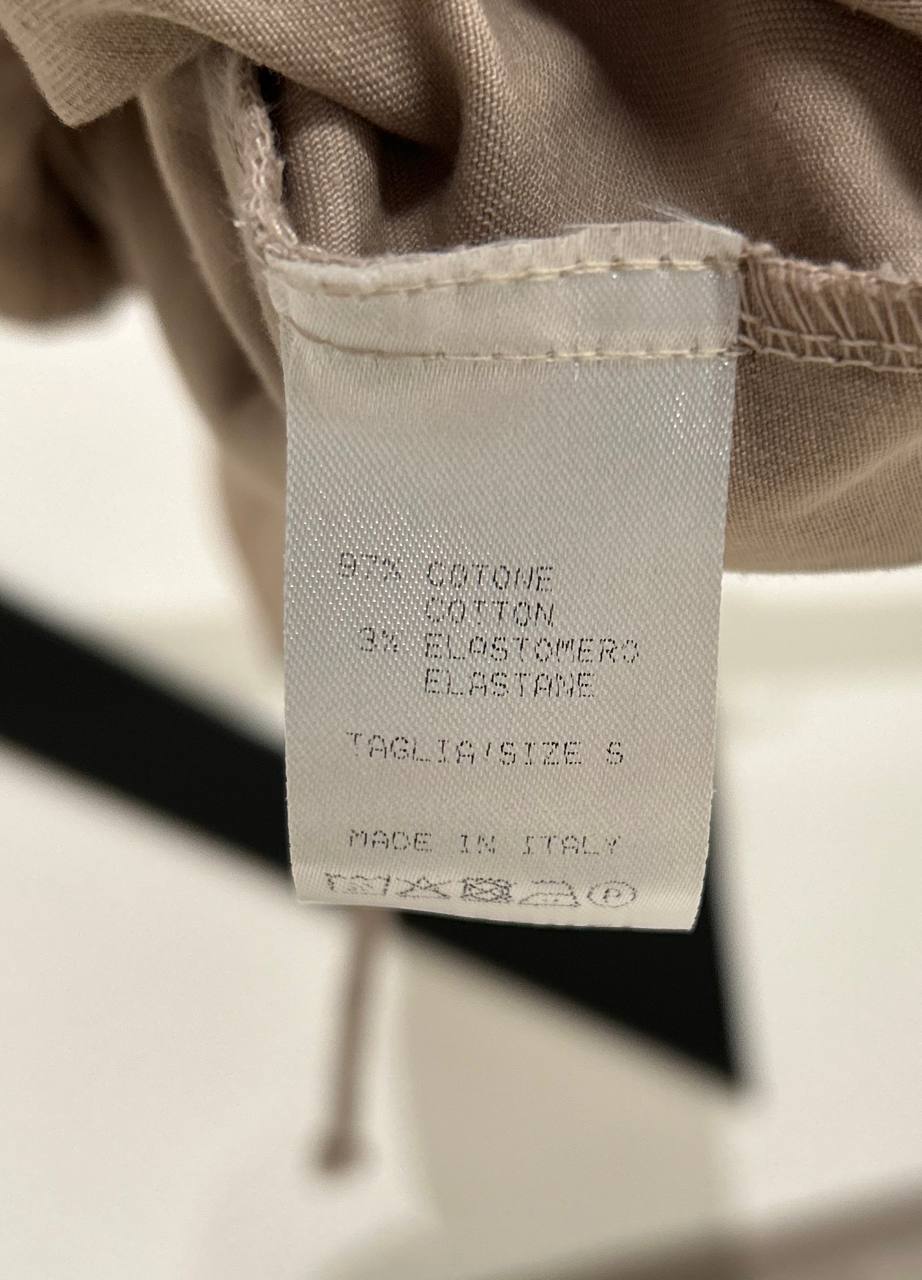 97% COTONE
COTTON
3% ELASTOMERO
ELASTANE
TAGLIA/SIZE S
MADE IN ITALY
P